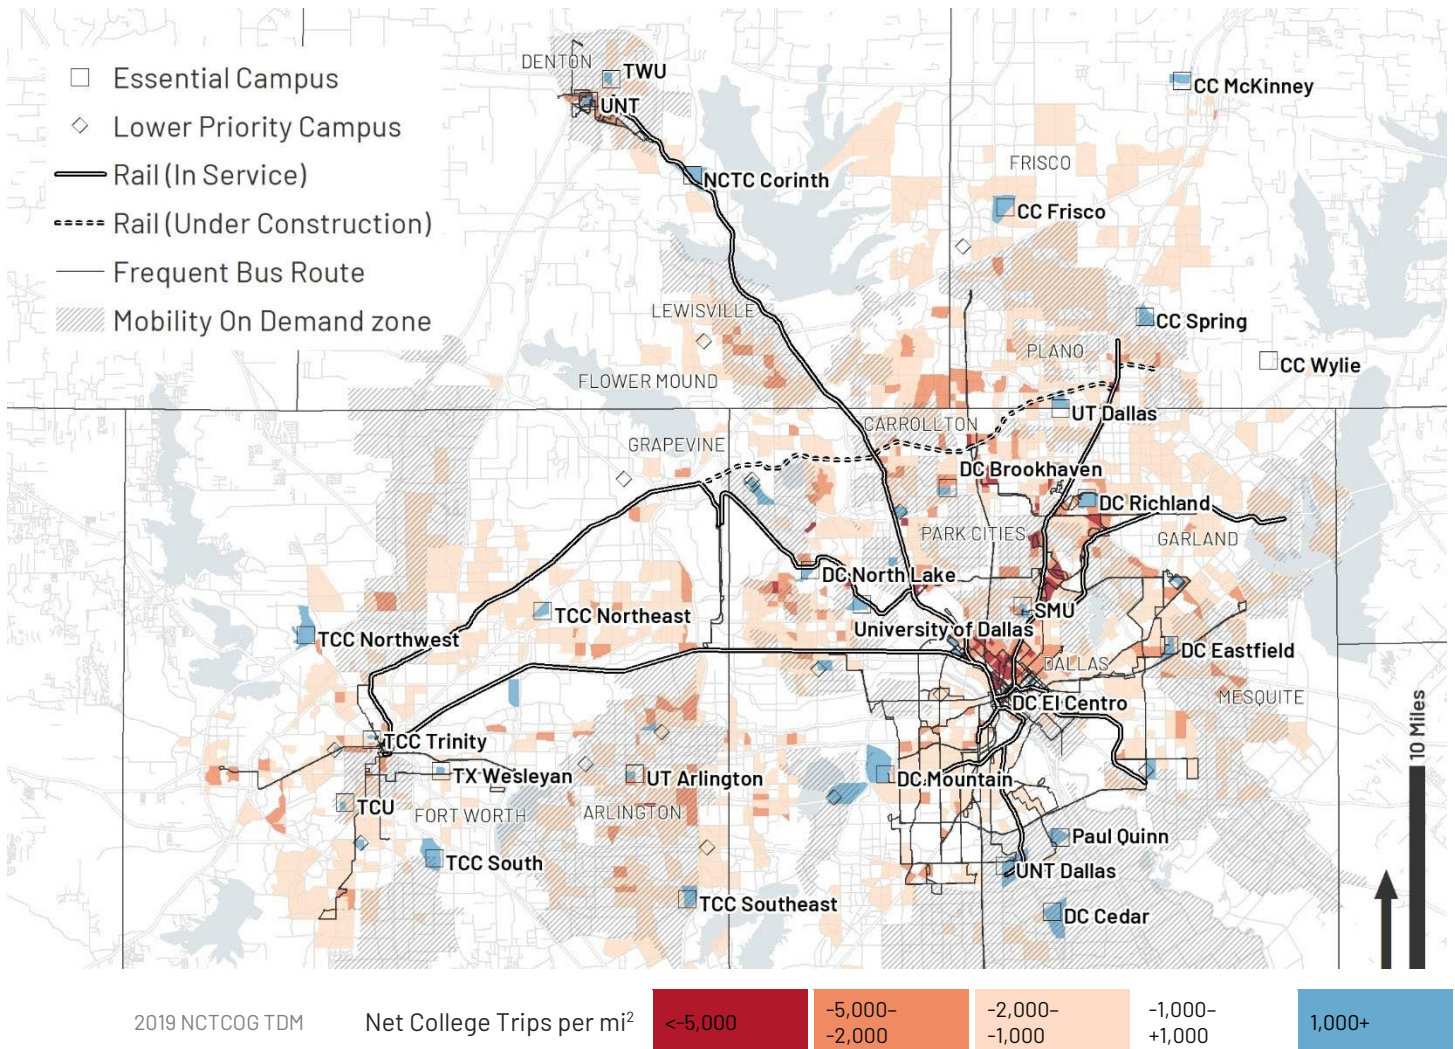 Essential Campus
Lower Priority Campus
Rail (In Service)
Rail (Under Construction)
Frequent Bus Route
Mobility On Demand zone
DENTON
TWU
UNT
CC McKinney
NCTC Corinth
FRISCO
CC Frisco
LEWISVILLE
CC Spring
PLANO
CC Wylie
FLOWER MOUND
UT Dallas
CARROLLTON
GRAPEVINE
DC Brookhaven
DC Richland
PARK CITIES
GARLAND
DC North Lake
TCC Northeast
SMU
TCC Northwest
University of Dallas
DC Eastfield
DALLAS
MESQUITE
DC El Centro
TCC Trinity
TX Wesleyan
UT Arlington
DC Mountain
TCU
FORT WORTH
ARLINGTON
Paul Quinn
TCC South
UNT Dallas
TCC Southeast
DC Cedar
10 Miles
2019 NCTCOG TDM
Net College Trips per mi²
<-5,000
-5,000–
-2,000
-2,000–
-1,000
-1,000–
+1,000
1,000+